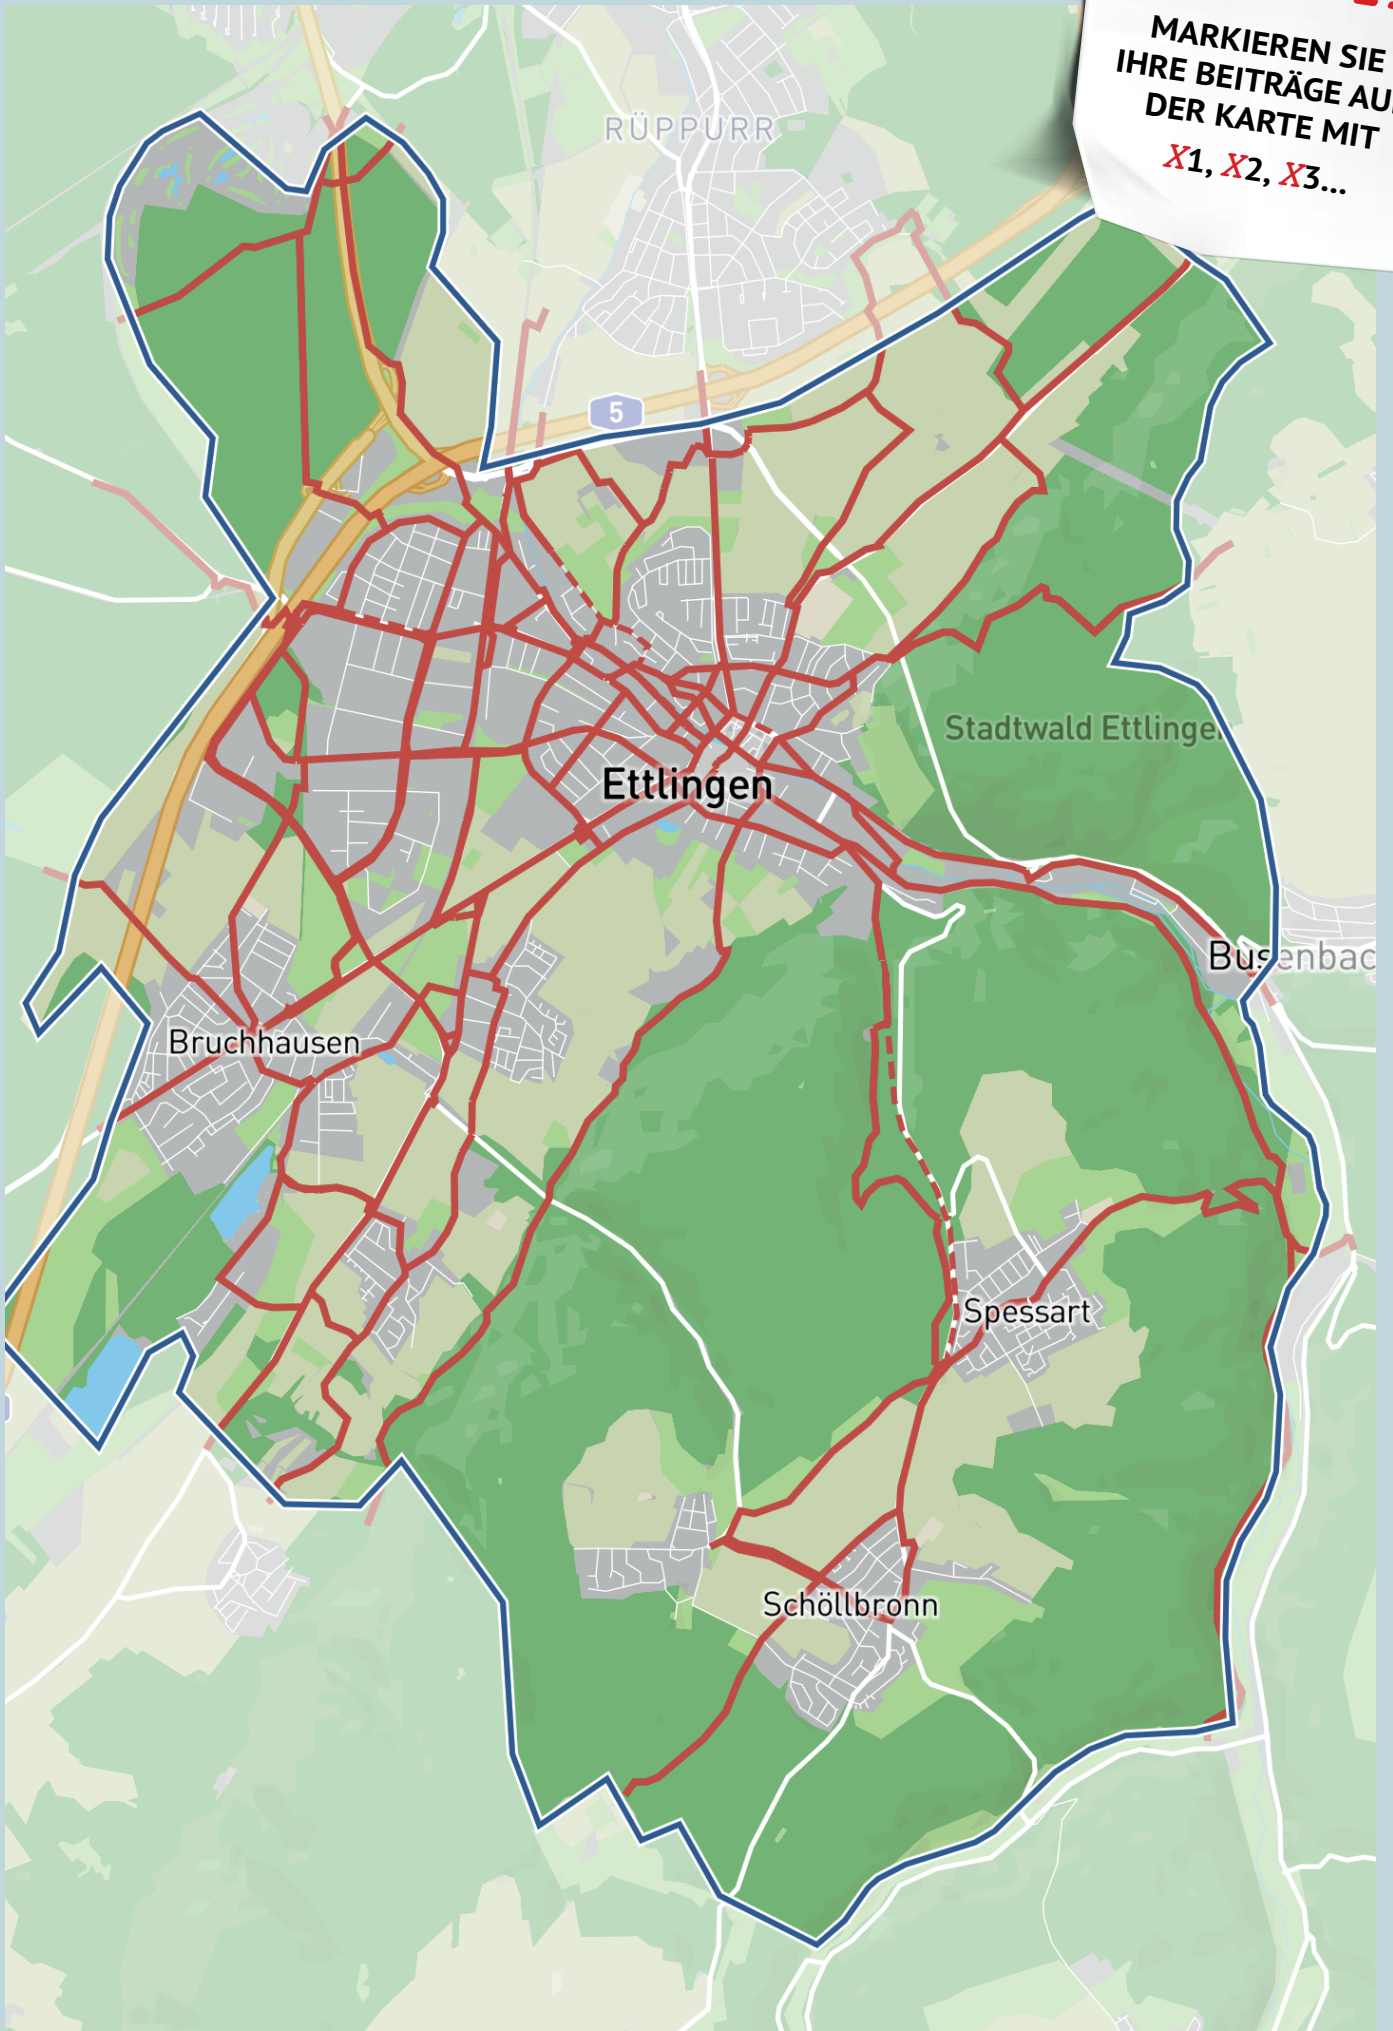 MARKIEREN SIE
IHRE BEITRÄGE AU
DER KARTE MIT
X1, X2, X3...
RÜPPURR
5
Stadtwald Ettlinge
Ettlingen
Busenbac
Bruchhausen
Spessart
Schöllbronn